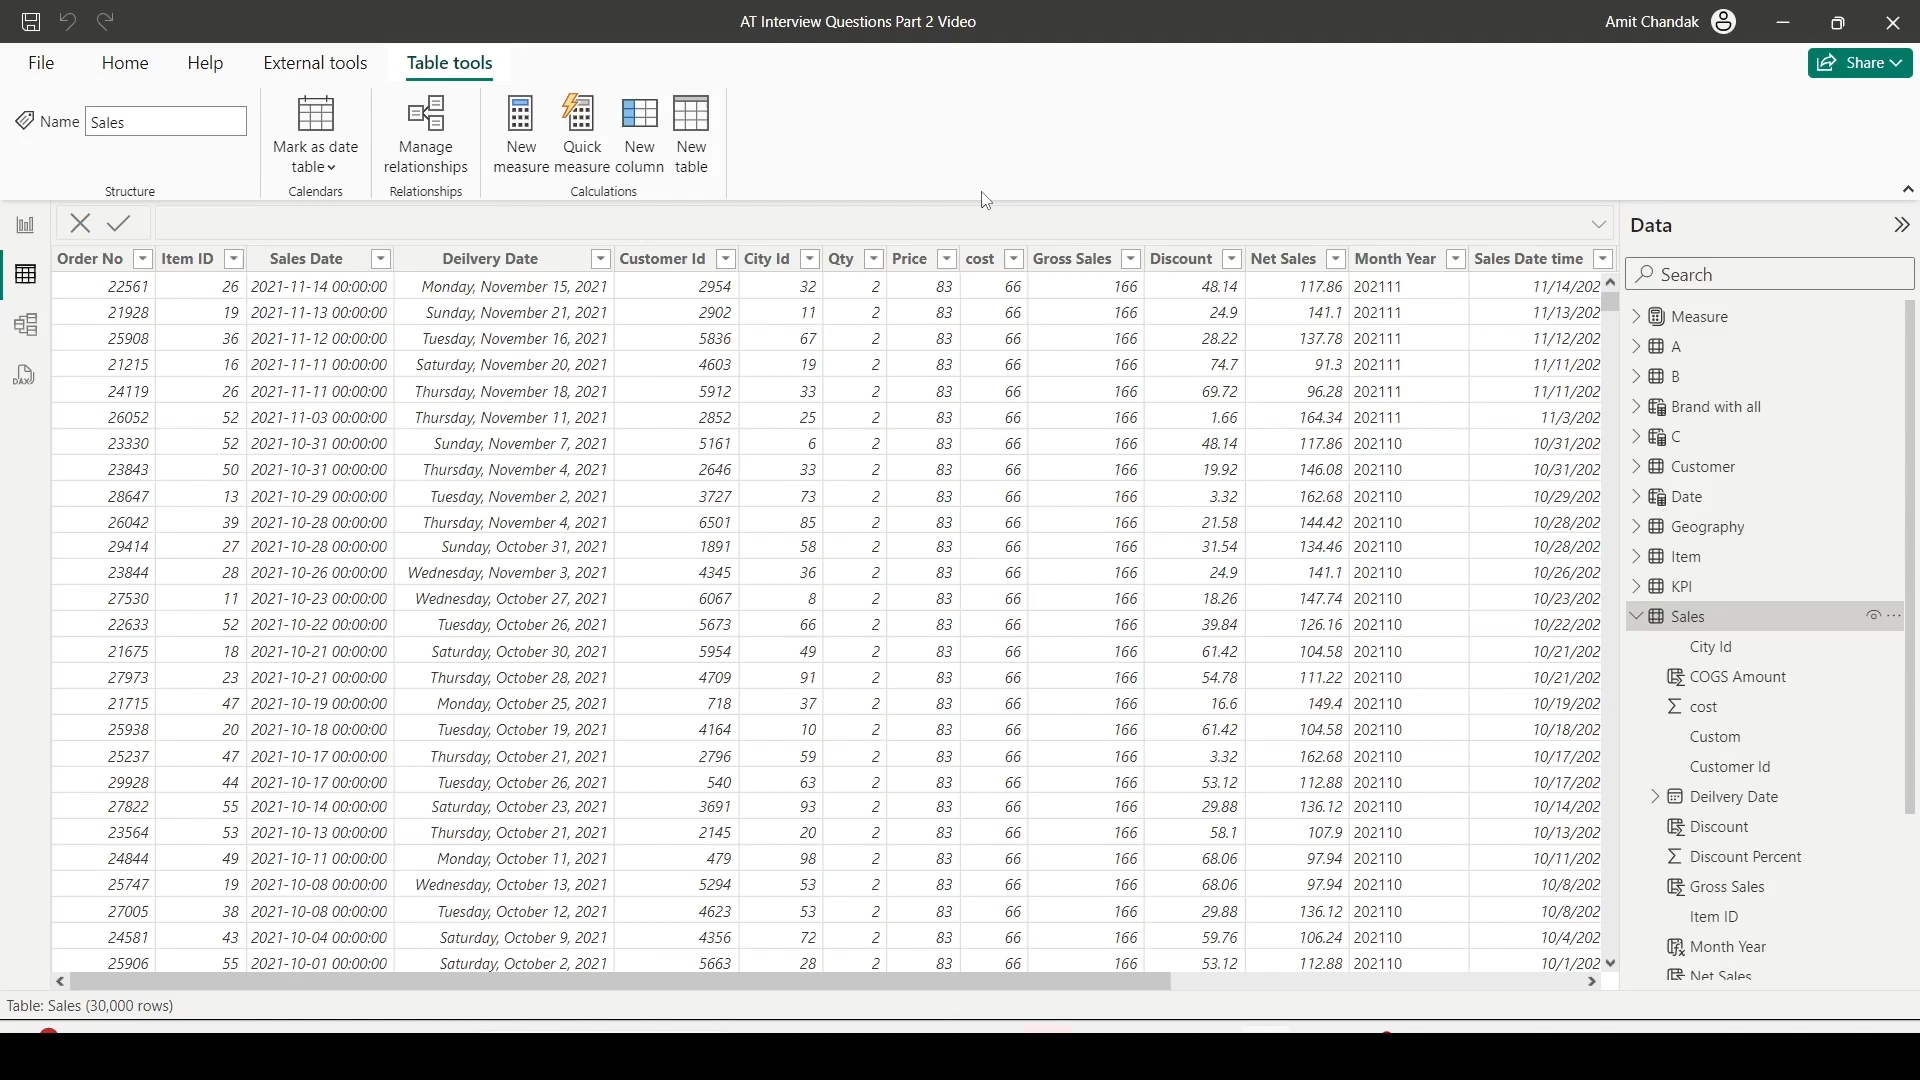 AT Interview Questions Part 2 Video
Amit Chandak
File Home Help External tools Table tools
Share
Name Sales
Mark as date table
Manage relationships
New measure
Quick measure
New column
New table
Structure Calendars Relationships Calculations
Order No Item ID Sales Date Deilvery Date Customer Id City Id Qty Price cost Gross Sales Discount Net Sales Month Year Sales Date time
22561 26 2021-11-14 00:00:00 Monday, November 15, 2021 2954 32 2 83 66 166 48.14 117.86 202111 11/14/202
21928 19 2021-11-13 00:00:00 Sunday, November 21, 2021 2902 11 2 83 66 166 24.9 141.1 202111 11/13/202
25908 36 2021-11-12 00:00:00 Tuesday, November 16, 2021 5836 67 2 83 66 166 28.22 137.78 202111 11/12/202
21215 16 2021-11-11 00:00:00 Saturday, November 20, 2021 4603 19 2 83 66 166 74.7 91.3 202111 11/11/202
24119 26 2021-11-11 00:00:00 Thursday, November 18, 2021 5912 33 2 83 66 166 69.72 96.28 202111 11/11/202
26052 52 2021-11-03 00:00:00 Thursday, November 11, 2021 2852 25 2 83 66 166 1.66 164.34 202111 11/3/202
23330 52 2021-10-31 00:00:00 Sunday, November 7, 2021 5161 6 2 83 66 166 48.14 117.86 202110 10/31/202
23843 50 2021-10-31 00:00:00 Thursday, November 4, 2021 2646 33 2 83 66 166 19.92 146.08 202110 10/31/202
28647 13 2021-10-29 00:00:00 Tuesday, November 2, 2021 3727 73 2 83 66 166 3.32 162.68 202110 10/29/202
26042 39 2021-10-28 00:00:00 Thursday, November 4, 2021 6501 85 2 83 66 166 21.58 144.42 202110 10/28/202
29414 27 2021-10-28 00:00:00 Sunday, October 31, 2021 1891 58 2 83 66 166 31.54 134.46 202110 10/28/202
23844 28 2021-10-26 00:00:00 Wednesday, November 3, 2021 4345 36 2 83 66 166 24.9 141.1 202110 10/26/202
27530 11 2021-10-23 00:00:00 Wednesday, October 27, 2021 6067 8 2 83 66 166 18.26 147.74 202110 10/23/202
22633 52 2021-10-22 00:00:00 Tuesday, October 26, 2021 5673 66 2 83 66 166 39.84 126.16 202110 10/22/202
21675 18 2021-10-21 00:00:00 Saturday, October 30, 2021 5954 49 2 83 66 166 61.42 104.58 202110 10/21/202
27973 23 2021-10-21 00:00:00 Thursday, October 28, 2021 4709 91 2 83 66 166 54.78 111.22 202110 10/21/202
21715 47 2021-10-19 00:00:00 Monday, October 25, 2021 718 37 2 83 66 166 16.6 149.4 202110 10/19/202
25938 20 2021-10-18 00:00:00 Tuesday, October 19, 2021 4164 10 2 83 66 166 61.42 104.58 202110 10/18/202
25237 47 2021-10-17 00:00:00 Thursday, October 21, 2021 2796 59 2 83 66 166 3.32 162.68 202110 10/17/202
29928 44 2021-10-17 00:00:00 Tuesday, October 26, 2021 540 63 2 83 66 166 53.12 112.88 202110 10/17/202
27822 55 2021-10-14 00:00:00 Saturday, October 23, 2021 3691 93 2 83 66 166 29.88 136.12 202110 10/14/202
23564 53 2021-10-13 00:00:00 Thursday, October 21, 2021 2145 20 2 83 66 166 58.1 107.9 202110 10/13/202
24844 49 2021-10-11 00:00:00 Monday, October 11, 2021 479 98 2 83 66 166 68.06 97.94 202110 10/11/202
25747 19 2021-10-08 00:00:00 Wednesday, October 13, 2021 5294 53 2 83 66 166 68.06 97.94 202110 10/8/202
27005 38 2021-10-08 00:00:00 Tuesday, October 12, 2021 4623 53 2 83 66 166 29.88 136.12 202110 10/8/202
24581 43 2021-10-04 00:00:00 Saturday, October 9, 2021 4356 72 2 83 66 166 59.76 106.24 202110 10/4/202
25906 55 2021-10-01 00:00:00 Saturday, October 2, 2021 5663 28 2 83 66 166 53.12 112.88 202110 10/1/202
Table: Sales (30,000 rows)
DAX
Data
Search
Measure
A
B
Brand with all
C
Customer
Date
Geography
Item
KPI
Sales
City Id
COGS Amount
cost
Custom
Customer Id
Deilvery Date
Discount
Discount Percent
Gross Sales
Item ID
Month Year
Net Sales